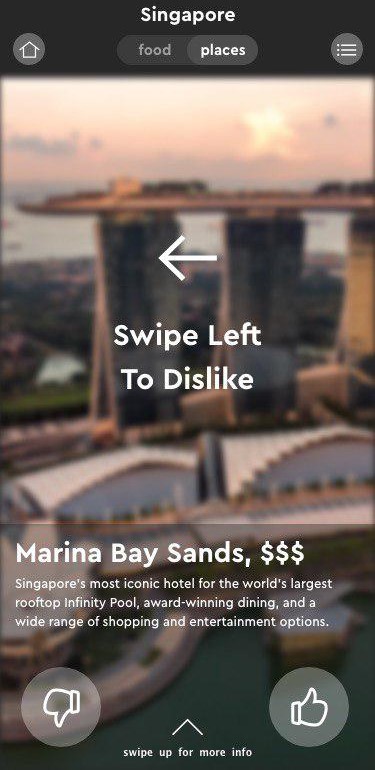 Singapore
food places
Swipe Left
To Dislike
Marina Bay Sands, $$$
Singapore's most iconic hotel for the world's largest
rooftop Infinity Pool, award-winning dining, and a
wide range of shopping and entertainment options.
swipe up for more info